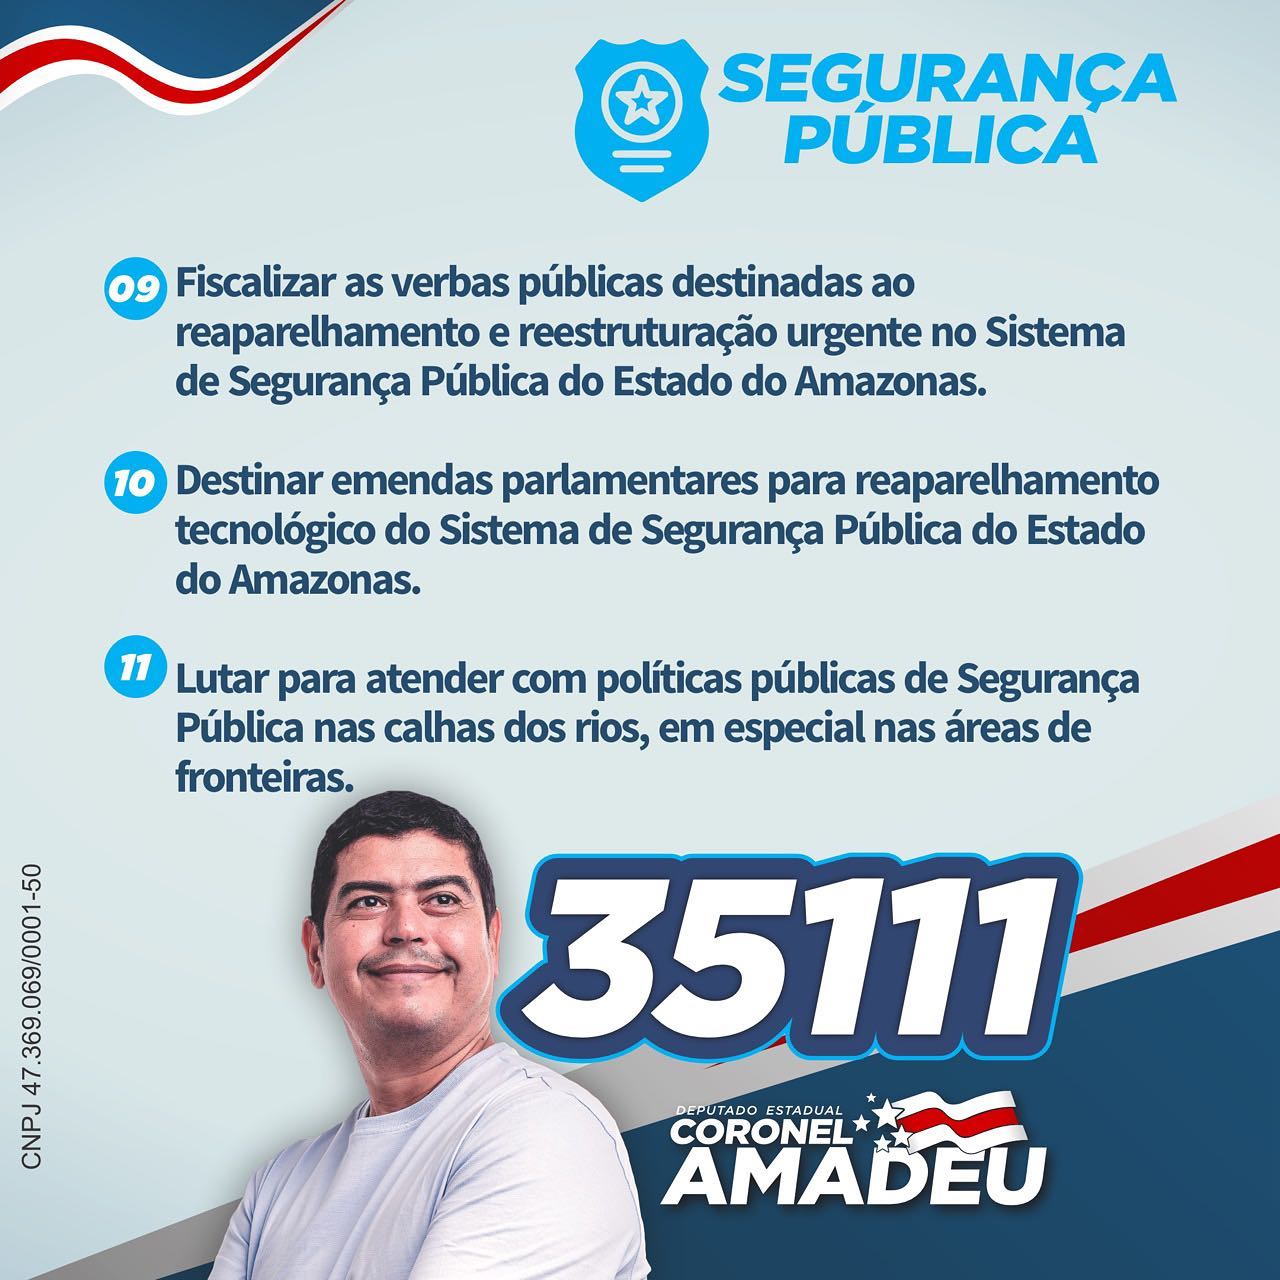 SEGURANÇA
PÚBLICA
09 Fiscalizar as verbas públicas destinadas ao
reaparelhamento e reestruturação urgente no Sistema
de Segurança Pública do Estado do Amazonas.
10 Destinar emendas parlamentares para reaparelhamento
tecnológico do Sistema de Segurança Pública do Estado
do Amazonas.
11 Lutar para atender com políticas públicas de Segurança
Pública nas calhas dos rios, em especial nas áreas de
fronteiras.
35111
DEPUTADO ESTADUAL
CORONEL
AMADEU
CNPJ 47.369.069/0001-50